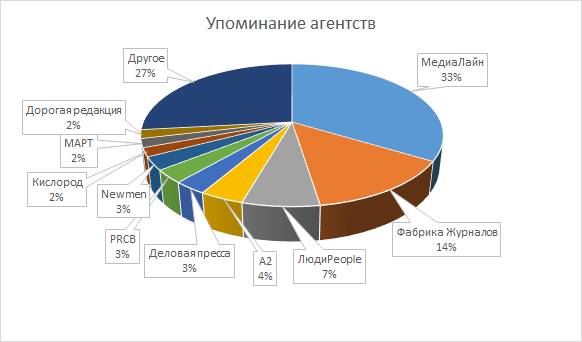 Упоминание агентств
Другое
27%
МедиаЛайн
33%
Дорогая редакция
2%
МАРТ
2%
Кислород
2%
Newmen
3%
PRCB
3%
Деловая пресса
3%
A2
4%
ЛюдиPeople
7%
Фабрика Журналов
14%